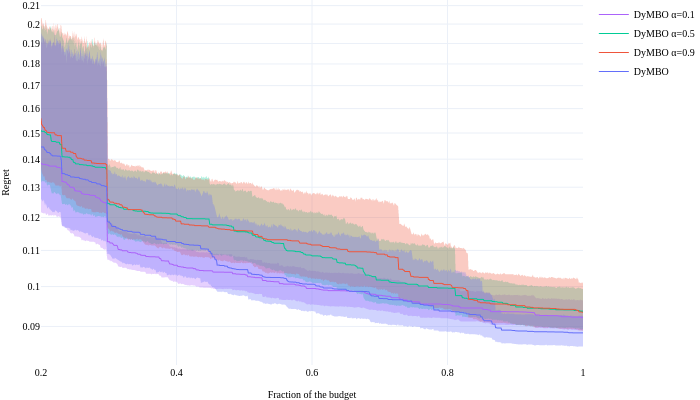 0.21
0.2
0.19
0.18
0.17
0.16
0.15
0.14
0.13
0.12
0.11
0.1
0.09
Regret
0.2 0.4 0.6 0.8 1
Fraction of the budget
DyMBO α=0.1
DyMBO α=0.5
DyMBO α=0.9
DyMBO